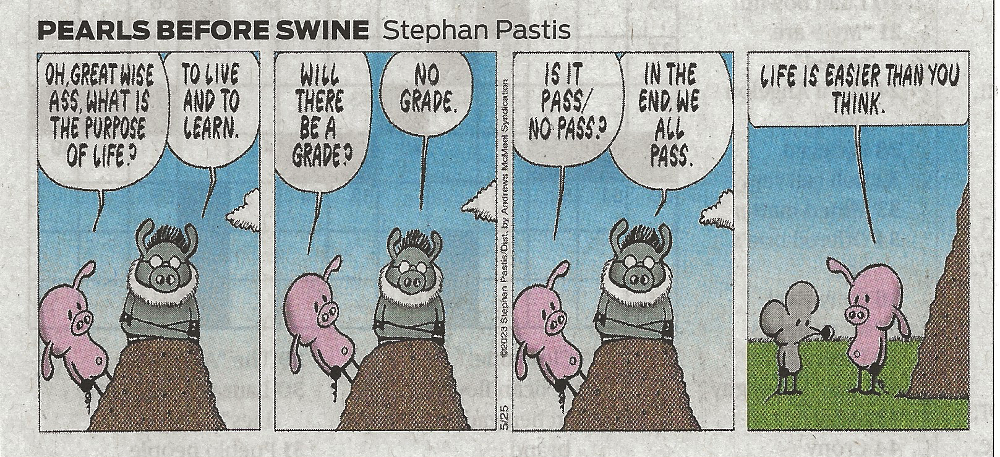 PEARLS BEFORE SWINE Stephan Pastis
OH, GREAT WISE
ASS, WHAT IS
THE PURPOSE
OF LIFE?
TO LIVE
AND TO
LEARN.
WILL
THERE
BE A
GRADE?
NO
GRADE.
©2023 Stephan Pastis/Dist. by Andrews McMeel Syndication
5/25
IS IT
PASS/
NO PASS?
IN THE
END, WE
ALL
PASS.
LIFE IS EASIER THAN YOU
THINK.